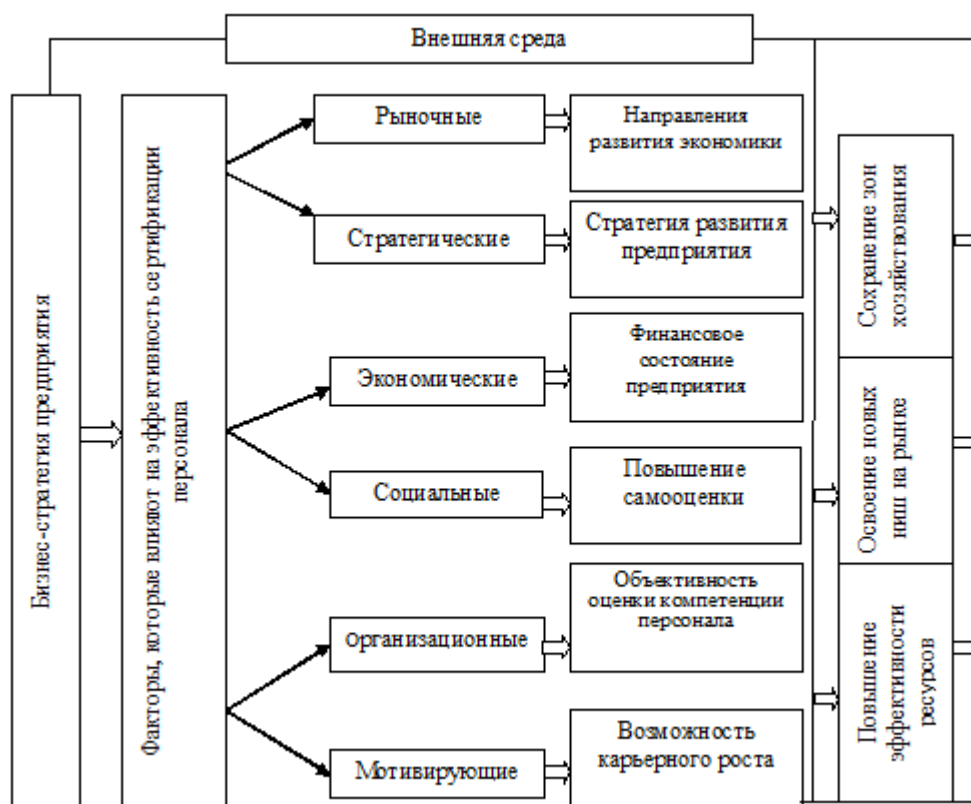 Внешняя среда
Бизнес-стратегия предприятия
Факторы, которые влияют на эффективность сертификации
персонала
Рыночные
Направления
развития экономики
Стратегические
Стратегия развития
предприятия
Экономические
Финансовое
состояние
предприятия
Социальные
Повышение
самооценки
Организационные
Объективность
оценки компетенции
персонала
Мотивирующие
Возможность
карьерного роста
Сохранение зон
хозяйствования
Освоение новых
ниш на рынке
Повышение
эффективности
ресурсов